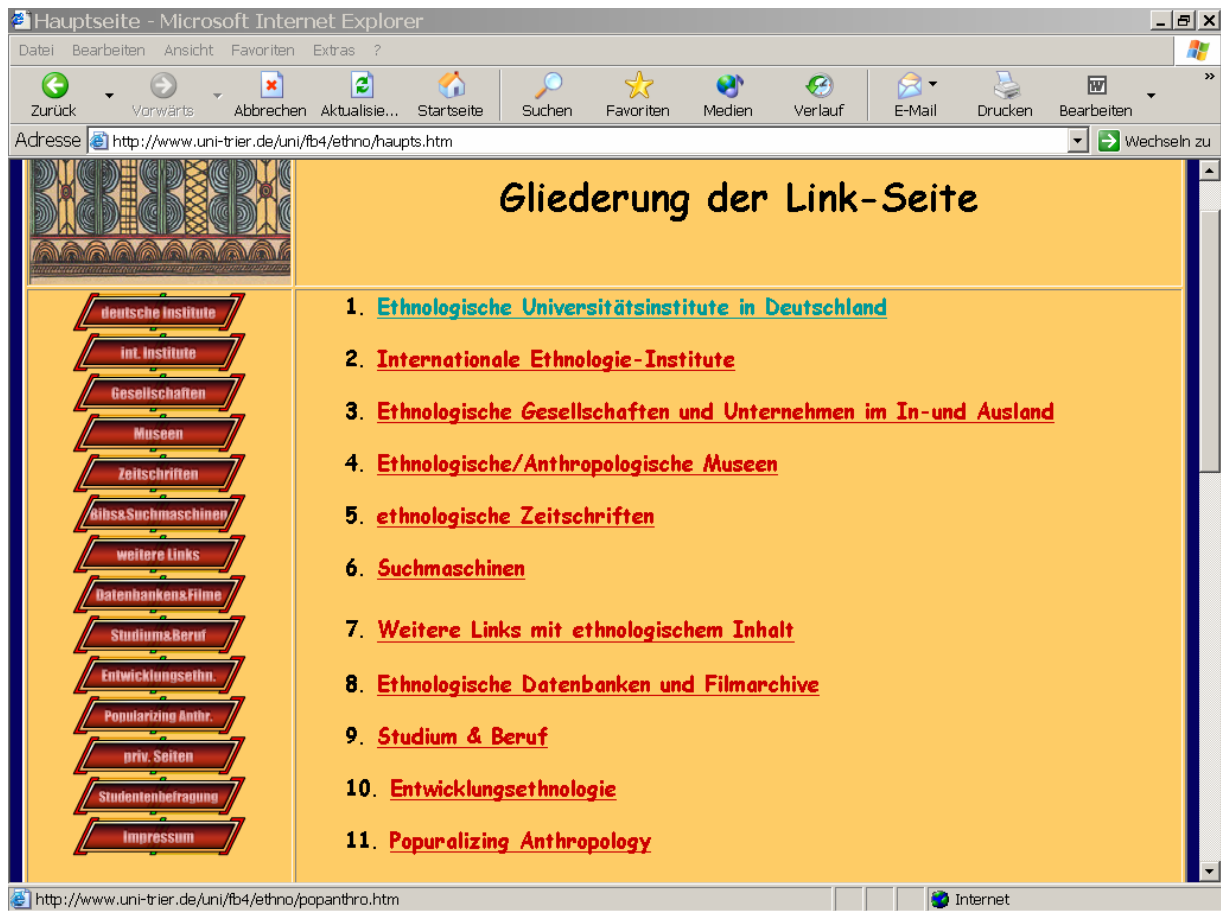 Hauptseite - Microsoft Internet Explorer
Datei Bearbeiten Ansicht Favoriten Extras ?
Zurück Vorwärts Abbrechen Aktualisie... Startseite Suchen Favoriten Medien Verlauf E-Mail Drucken Bearbeiten »
Adresse http://www.uni-trier.de/uni/fb4/ethno/haupts.htm Wechseln zu
Gliederung der Link-Seite
deutsche Institute
int. Institute
Gesellschaften
Museen
Zeitschriften
Bibs&Suchmaschinen
weitere Links
Datenbanken&Filme
Studium&Beruf
Entwicklungsethn.
Popularizing Anthr.
priv. Seiten
Studentenbefragung
Impressum
1. Ethnologische Universitätsinstitute in Deutschland
2. Internationale Ethnologie-Institute
3. Ethnologische Gesellschaften und Unternehmen im In-und Ausland
4. Ethnologische/Anthropologische Museen
5. ethnologische Zeitschriften
6. Suchmaschinen
7. Weitere Links mit ethnologischem Inhalt
8. Ethnologische Datenbanken und Filmarchive
9. Studium & Beruf
10. Entwicklungsethnologie
11. Popuralizing Anthropology
http://www.uni-trier.de/uni/fb4/ethno/popanthro.htm Internet